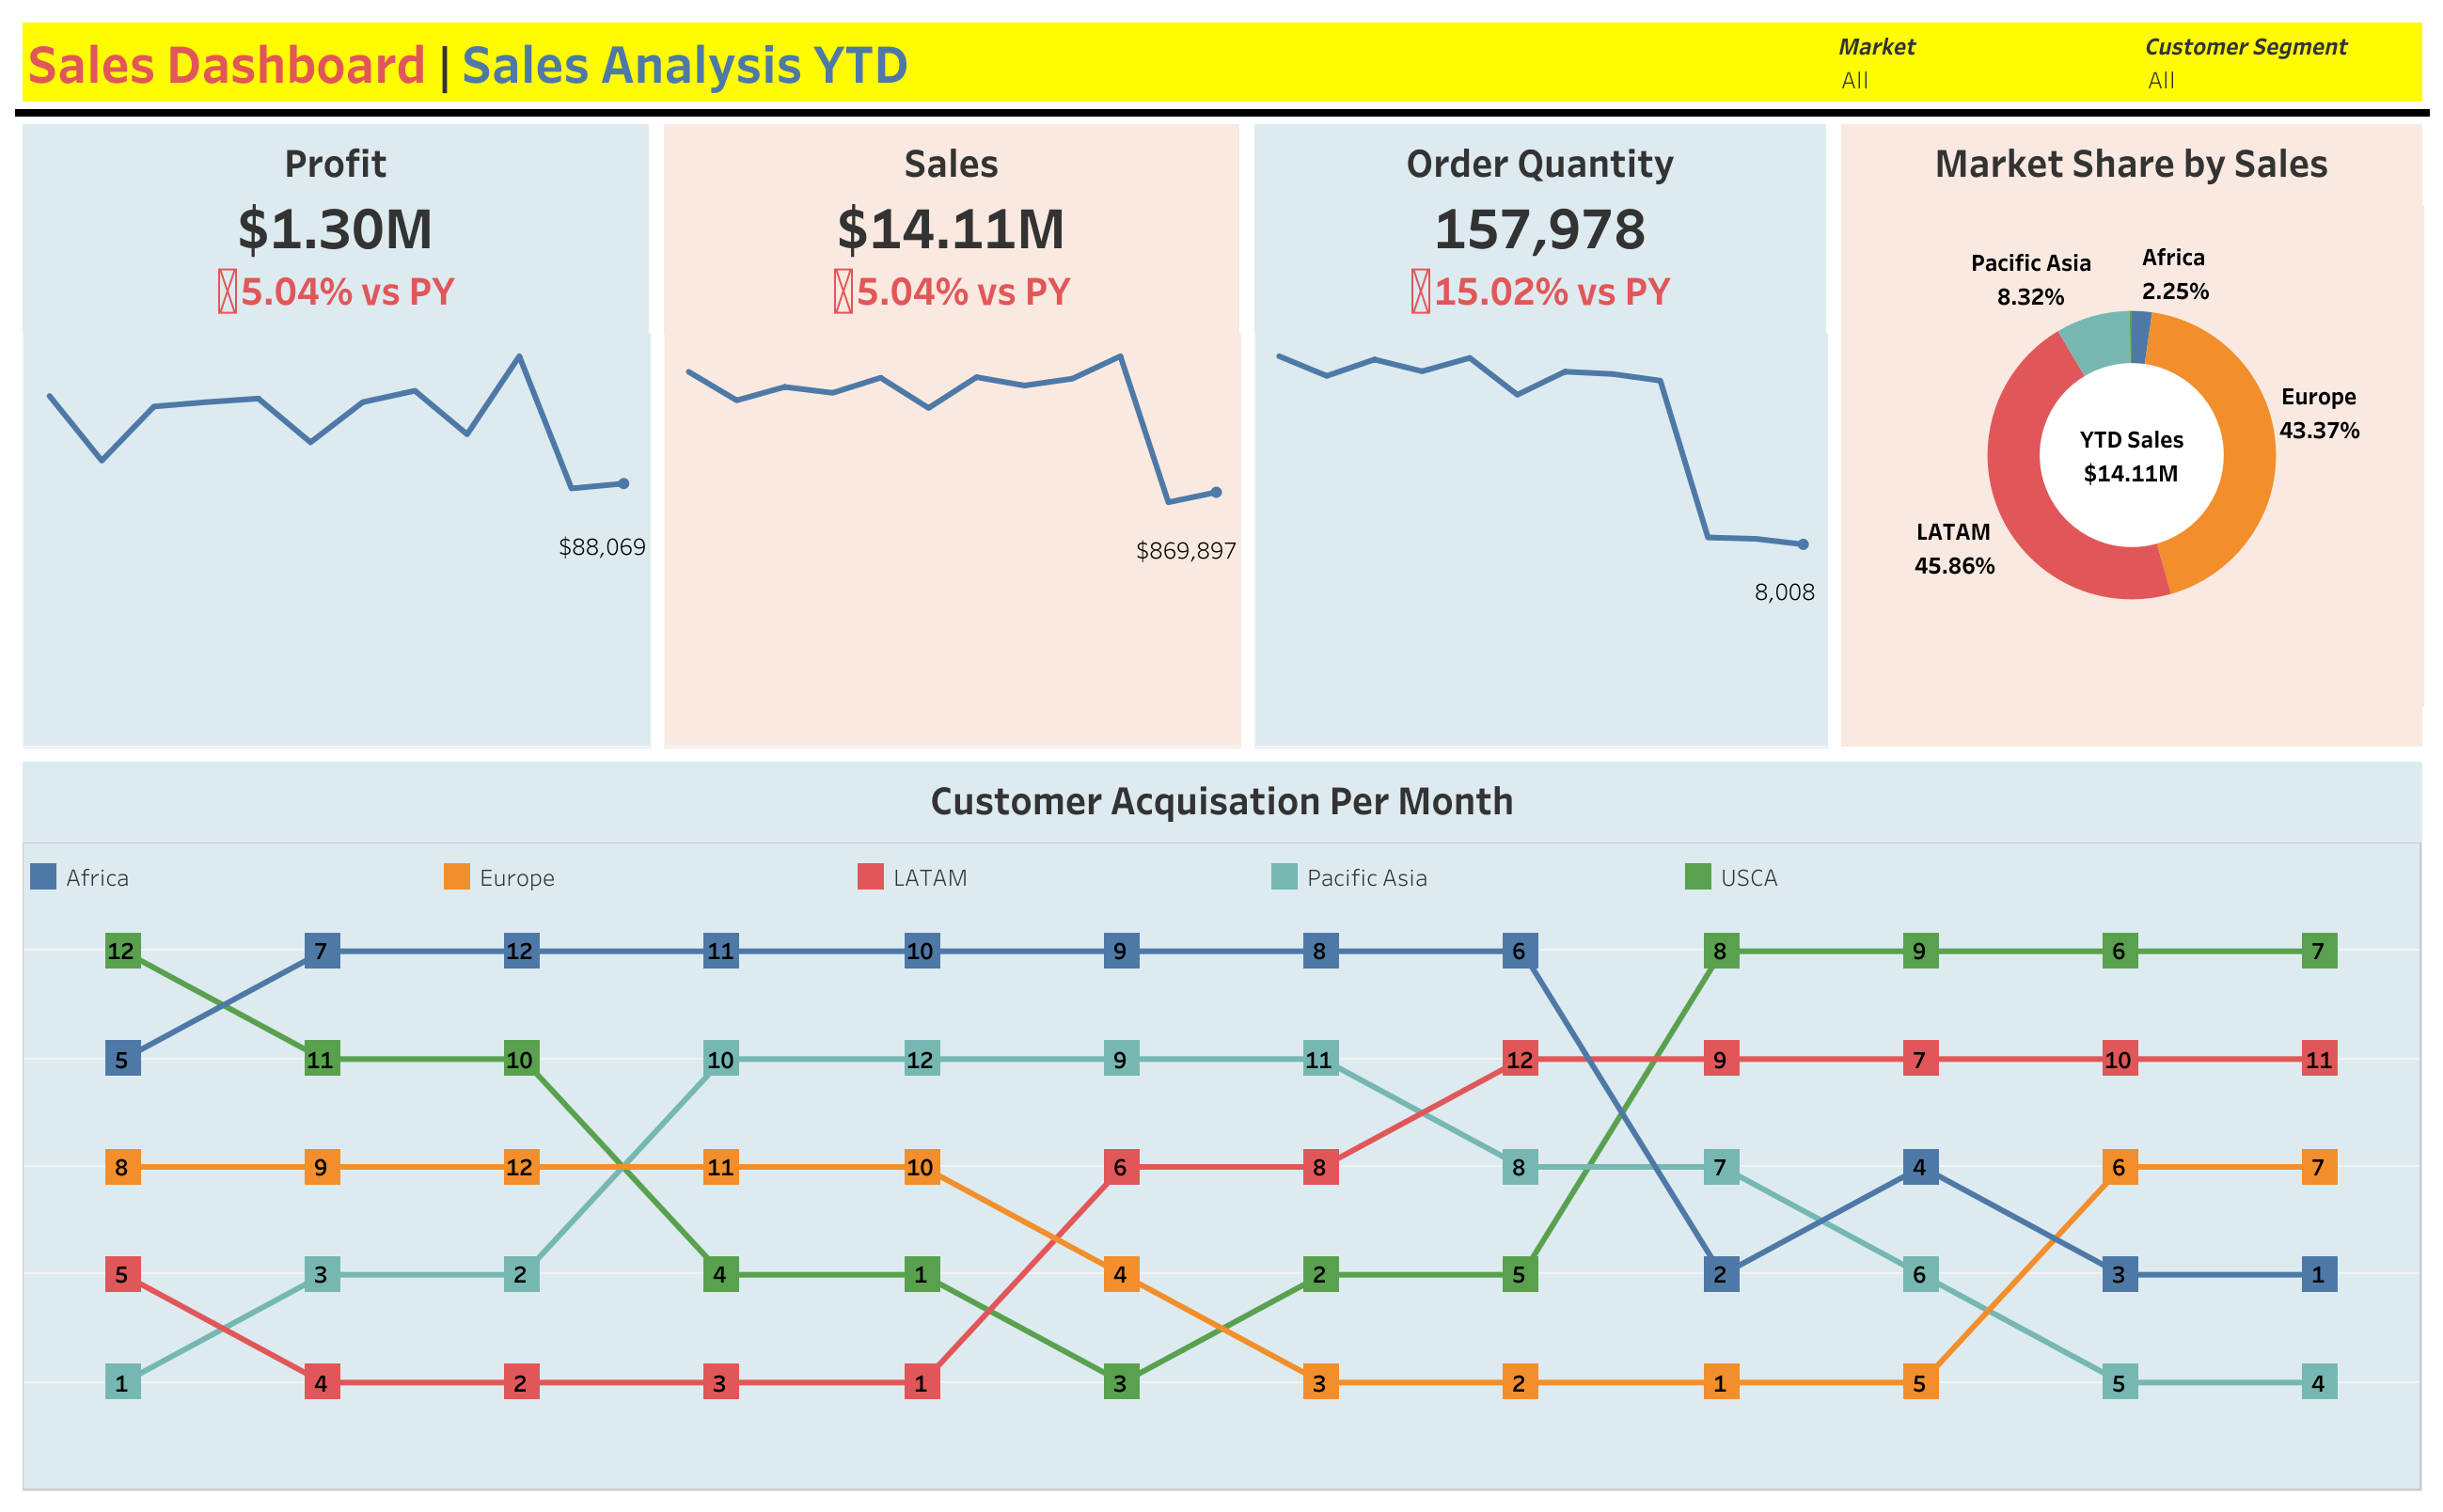 Sales Dashboard | Sales Analysis YTD
Market
All
Customer Segment
All
Profit
$1.30M
5.04% vs PY
$88,069
Sales
$14.11M
5.04% vs PY
$869,897
Order Quantity
157,978
15.02% vs PY
8,008
Market Share by Sales
Pacific Asia
8.32%
Africa
2.25%
Europe
43.37%
YTD Sales
$14.11M
LATAM
45.86%
Customer Acquisation Per Month
Africa Europe LATAM Pacific Asia USCA
12 7 12 11 10 9 8 6 8 9 6 7
5 11 10 10 12 9 11 12 9 7 10 11
8 9 12 11 10 6 8 8 7 4 6 7
5 3 2 4 1 4 2 5 2 6 3 1
1 4 2 3 1 3 3 2 1 5 5 4